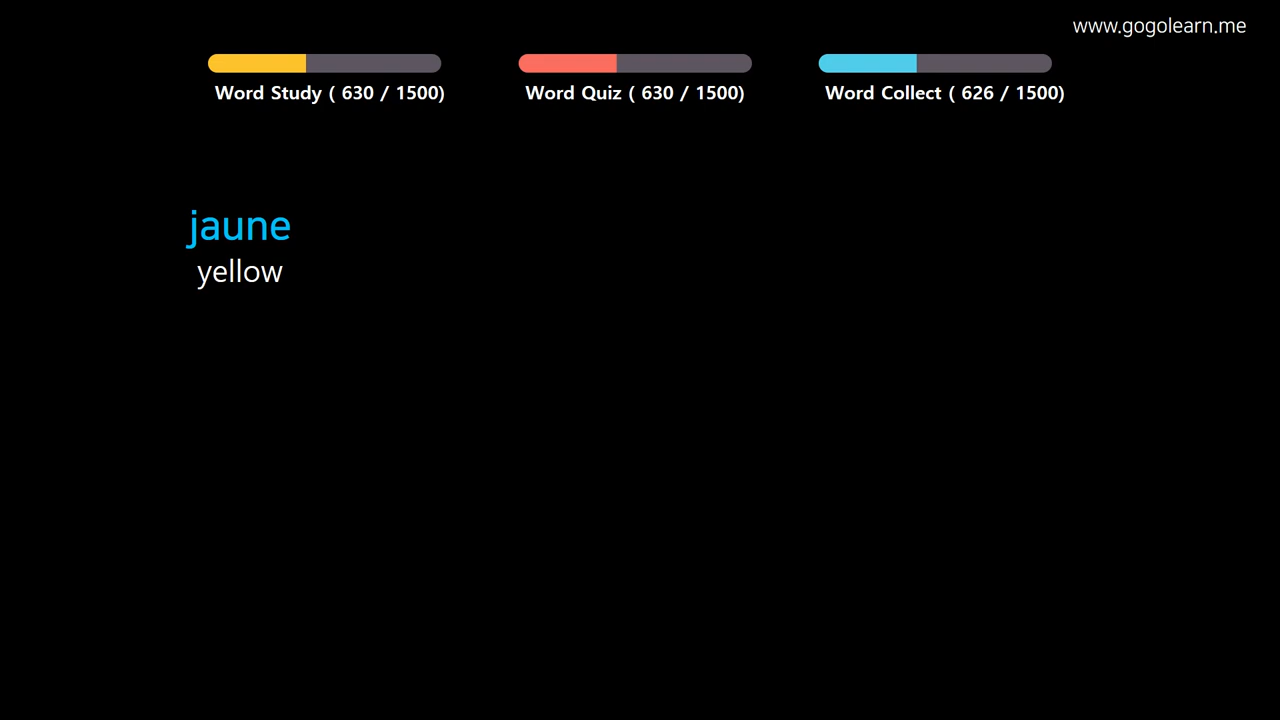 www.gogolearn.me
Word Study ( 630 / 1500)
Word Quiz ( 630 / 1500)
Word Collect ( 626 / 1500)
jaune
yellow